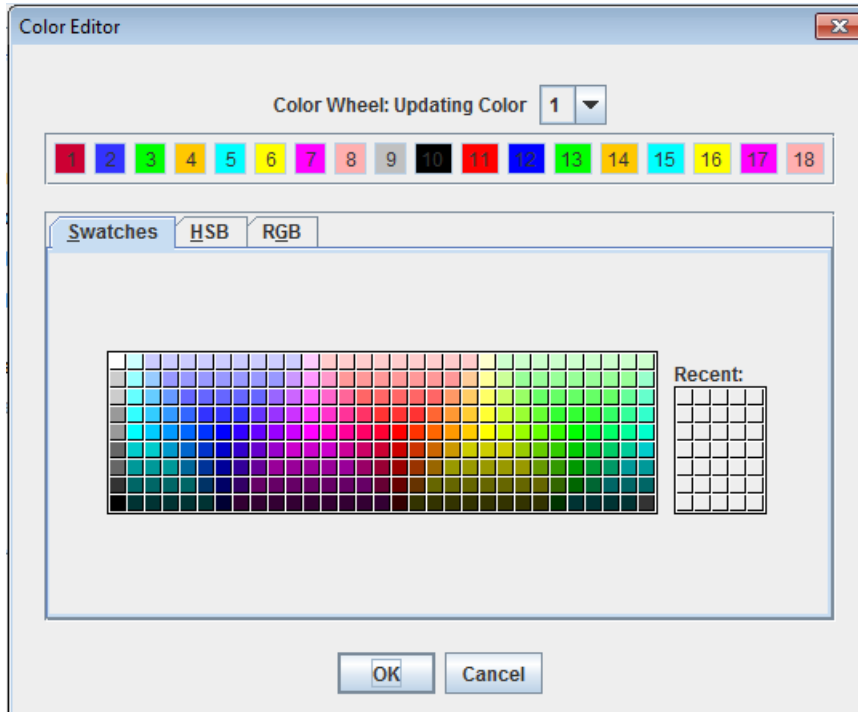 Color Editor
Color Wheel: Updating Color 1
1 2 3 4 5 6 7 8 9 10 11 12 13 14 15 16 17 18
Swatches HSB RGB
Recent:
OK Cancel